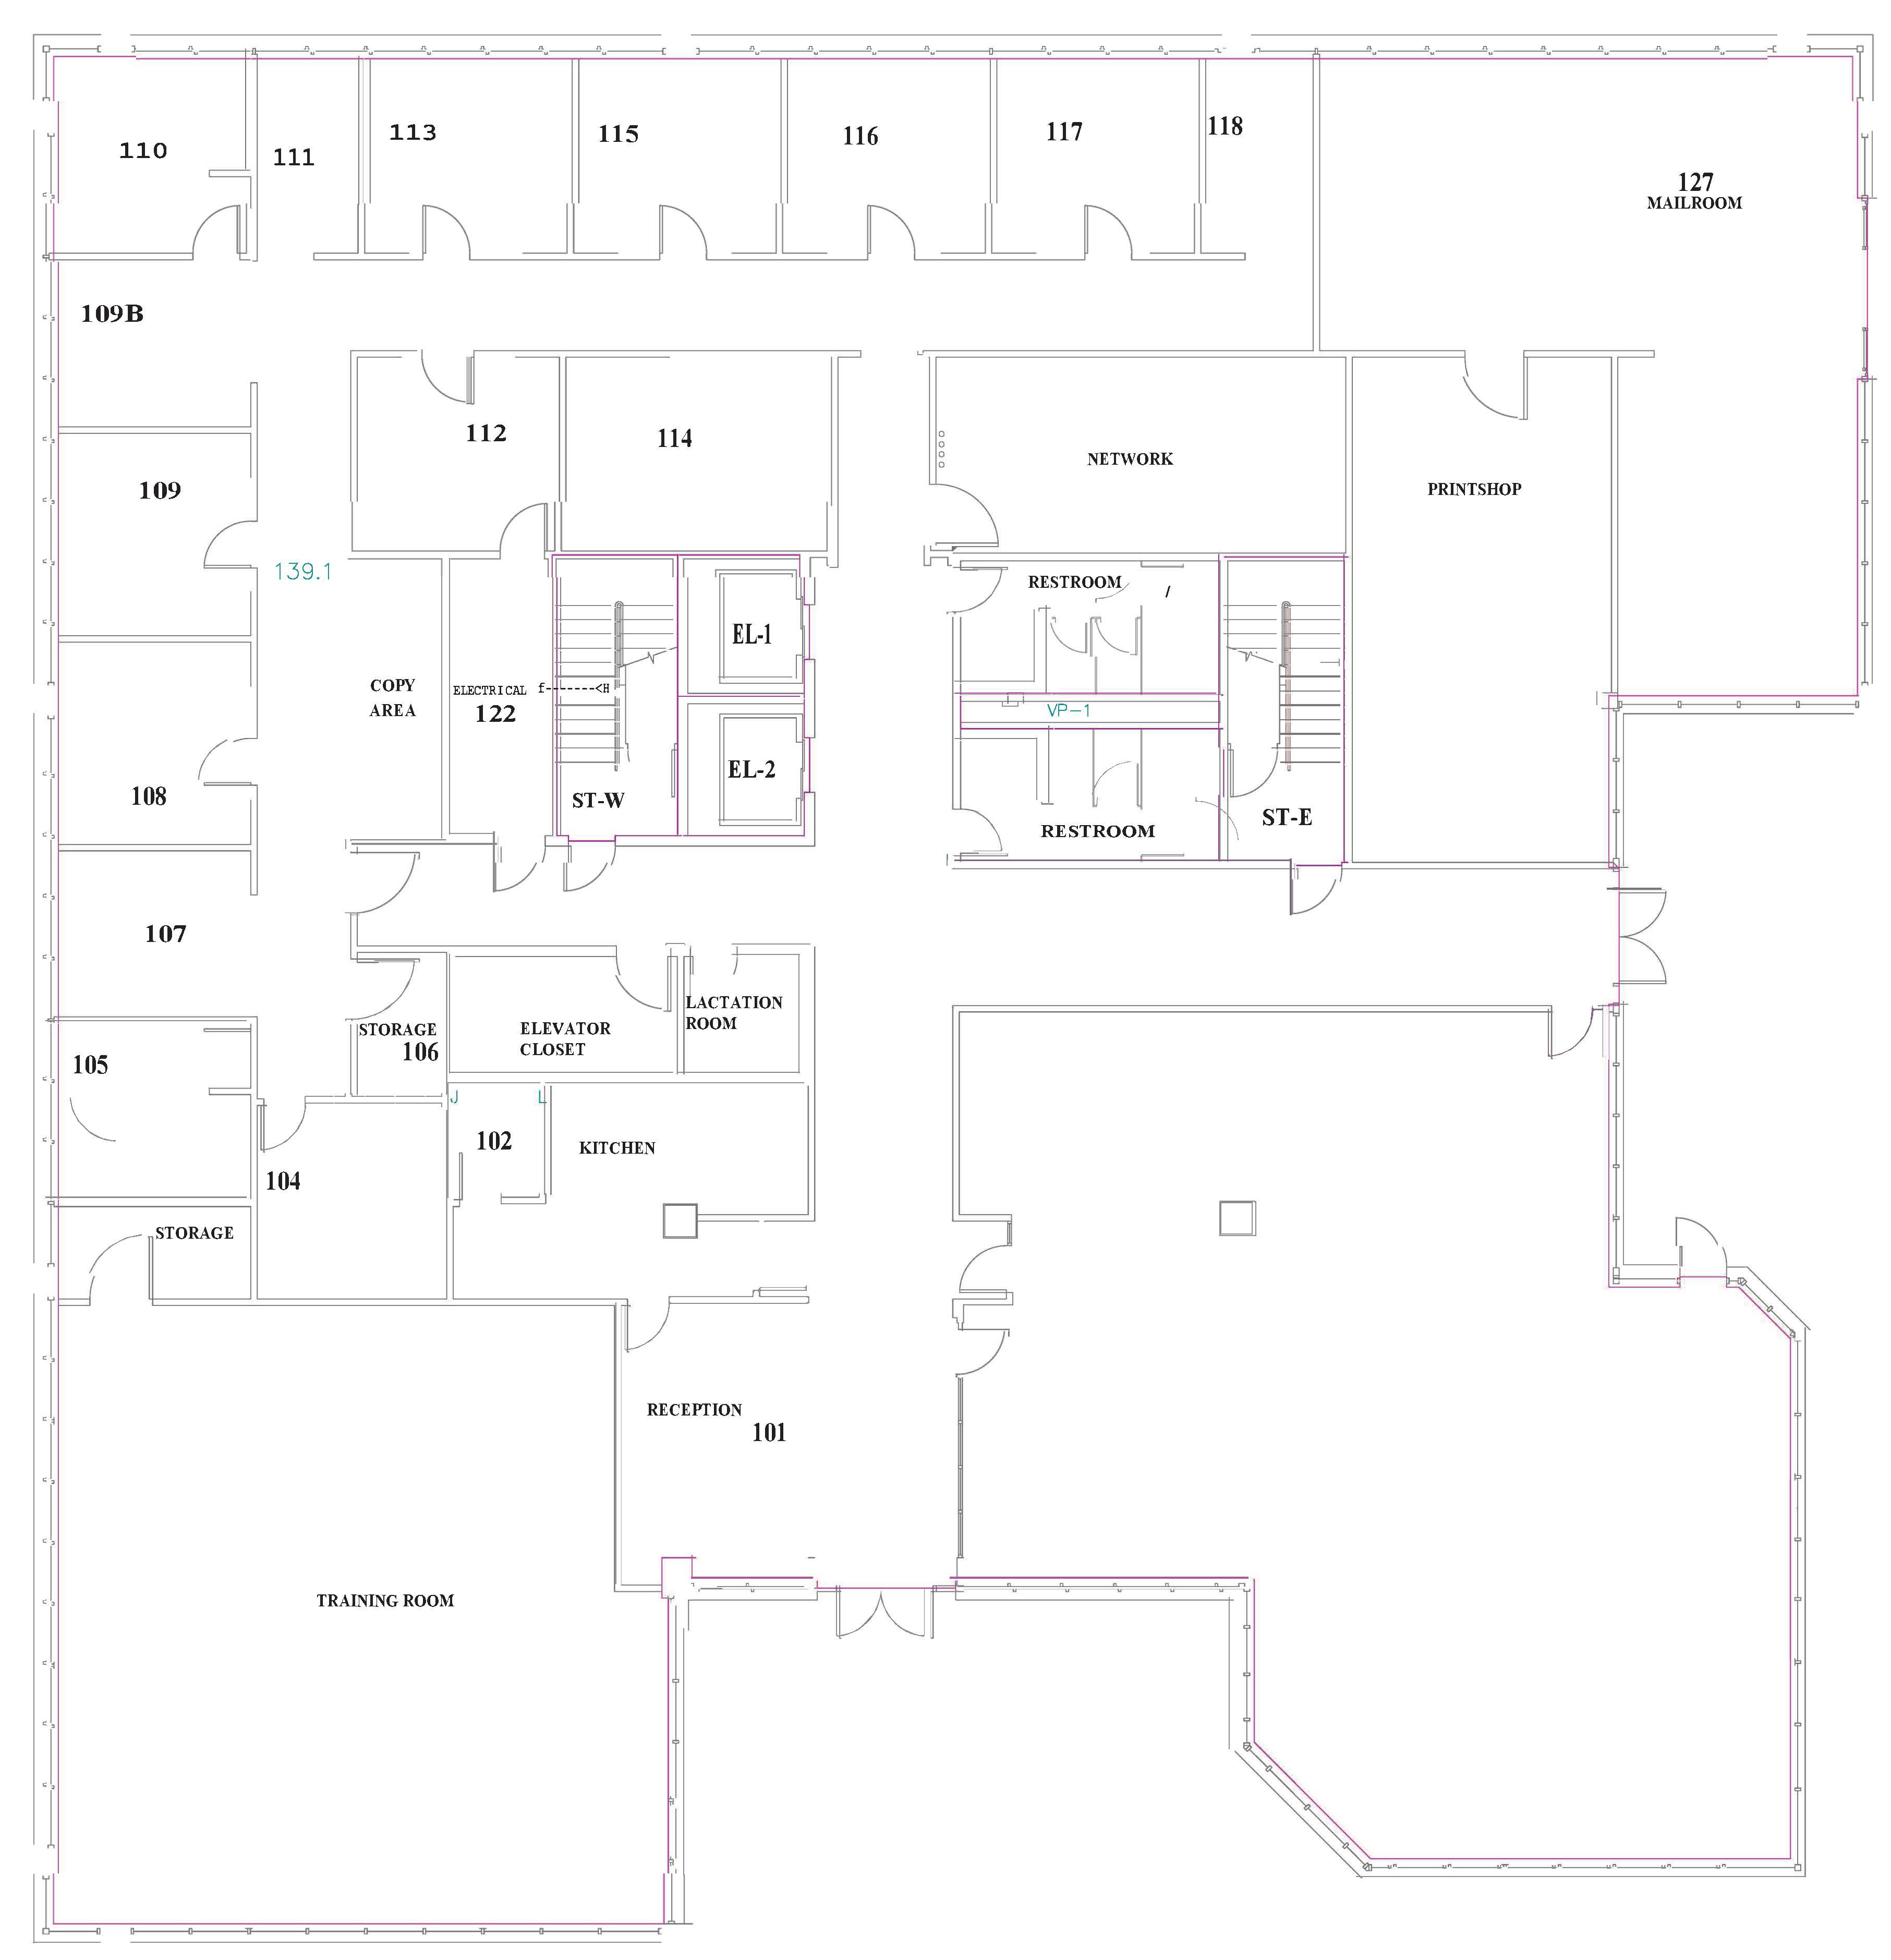 110
111
113
115
116
117
118
127
MAILROOM
109B
112
114
NETWORK
PRINTSHOP
109
139.1
RESTROOM
/
EL-1
COPY
AREA
ELECTRICAL
122
f------<H
VP-1
108
EL-2
ST-W
ST-E
RESTROOM
107
LACTATION
ROOM
STORAGE
106
ELEVATOR
CLOSET
105
J
L
102
KITCHEN
104
STORAGE
RECEPTION
101
TRAINING ROOM